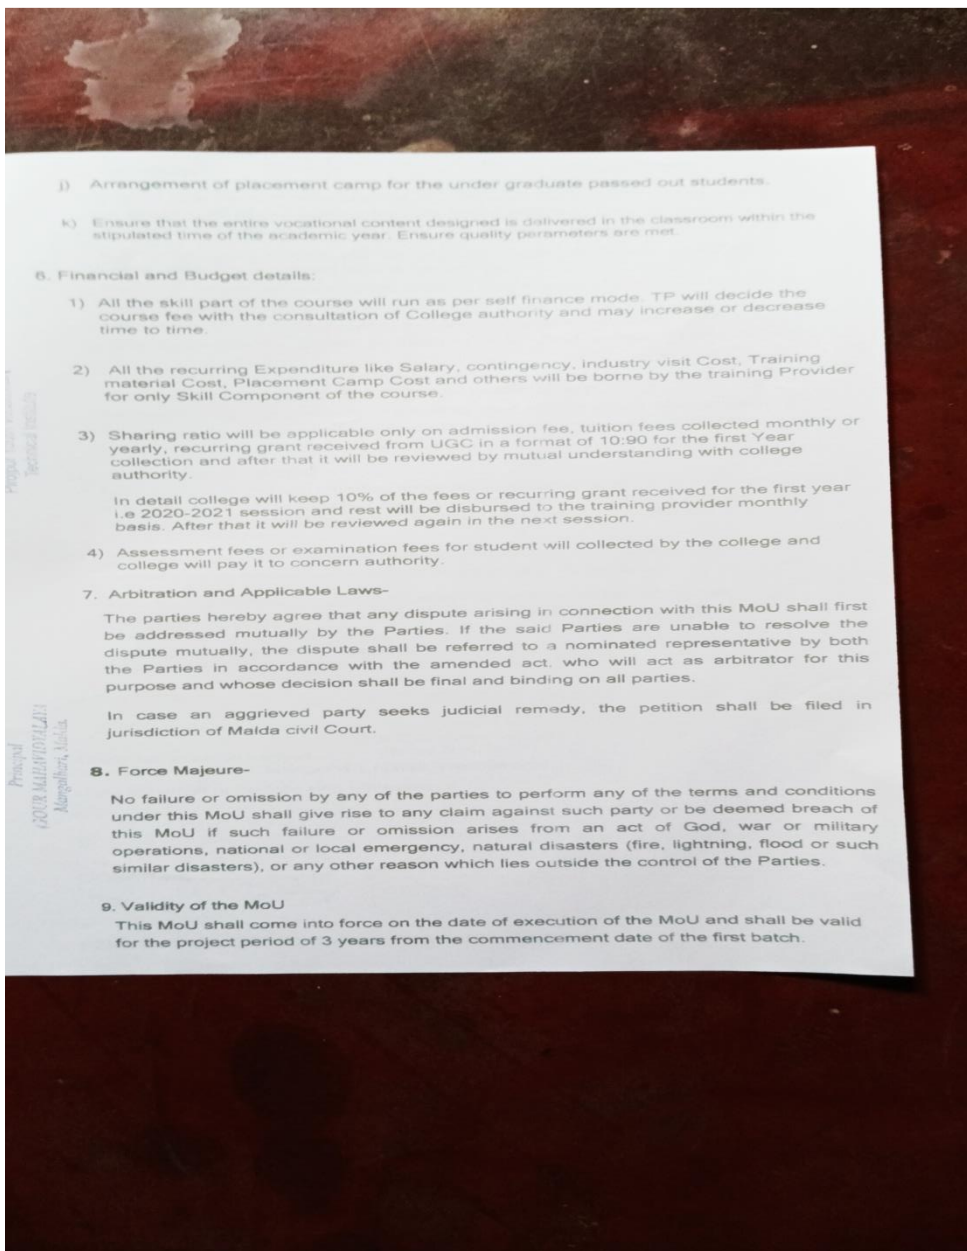 j) Arrangement of placement camp for the under graduate passed out students.
k) Ensure that the entire vocational content designed is delivered in the classroom within the
stipulated time of the academic year. Ensure quality parameters are met.
6. Financial and Budget details:
1) All the skill part of the course will run as per self finance mode. TP will decide the
course fee with the consultation of College authority and may increase or decrease
time to time.
2) All the recurring Expenditure like Salary, contingency, industry visit Cost, Training
material Cost, Placement Camp Cost and others will be borne by the training Provider
for only Skill Component of the course.
3) Sharing ratio will be applicable only on admission fee, tuition fees collected monthly or
yearly, recurring grant received from UGC in a format of 10:90 for the first Year
collection and after that it will be reviewed by mutual understanding with college
authority.
In detail college will keep 10% of the fees or recurring grant received for the first year
i.e 2020-2021 session and rest will be disbursed to the training provider monthly
basis. After that it will be reviewed again in the next session.
4) Assessment fees or examination fees for student will collected by the college and
college will pay it to concern authority.
7. Arbitration and Applicable Laws-
The parties hereby agree that any dispute arising in connection with this MoU shall first
be addressed mutually by the Parties. If the said Parties are unable to resolve the
dispute mutually, the dispute shall be referred to a nominated representative by both
the Parties in accordance with the amended act. who will act as arbitrator for this
purpose and whose decision shall be final and binding on all parties.
In case an aggrieved party seeks judicial remedy, the petition shall be filed in
jurisdiction of Malda civil Court.
8. Force Majeure-
No failure or omission by any of the parties to perform any of the terms and conditions
under this MoU shall give rise to any claim against such party or be deemed breach of
this MoU if such failure or omission arises from an act of God, war or military
operations, national or local emergency, natural disasters (fire, lightning, flood or such
similar disasters), or any other reason which lies outside the control of the Parties.
9. Validity of the MoU
This MoU shall come into force on the date of execution of the MoU and shall be valid
for the project period of 3 years from the commencement date of the first batch.
Technical Institute
Principal
GOUR MAHAVIDYALAYA
Mangalbari, Malda